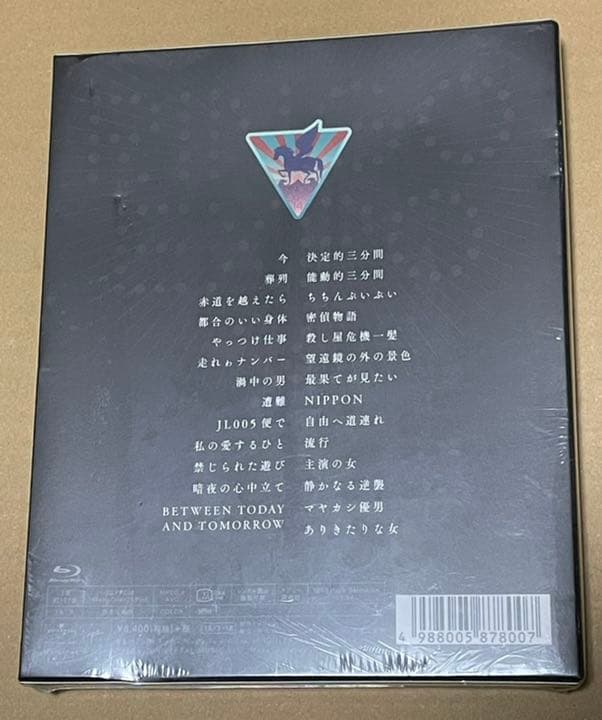 今
葬列
赤道を越えたら
都合のいい身体
やっつけ仕事
走れゎナンバー
渦中の男
遭難
JL005便で
私の愛するひと
禁じられた遊び
暗夜の心中立て
BETWEEN TODAY
AND TOMORROW
決定的三分間
能動的三分間
ちちんぷいぷい
密偵物語
殺し屋危機一髪
望遠鏡の外の景色
最果てが見たい
NIPPON
自由へ道連れ
流行
主演の女
静かなる逆襲
マヤカシ優男
ありきたりな女
Blu-ray Disc
COLOR
4 988005 878007